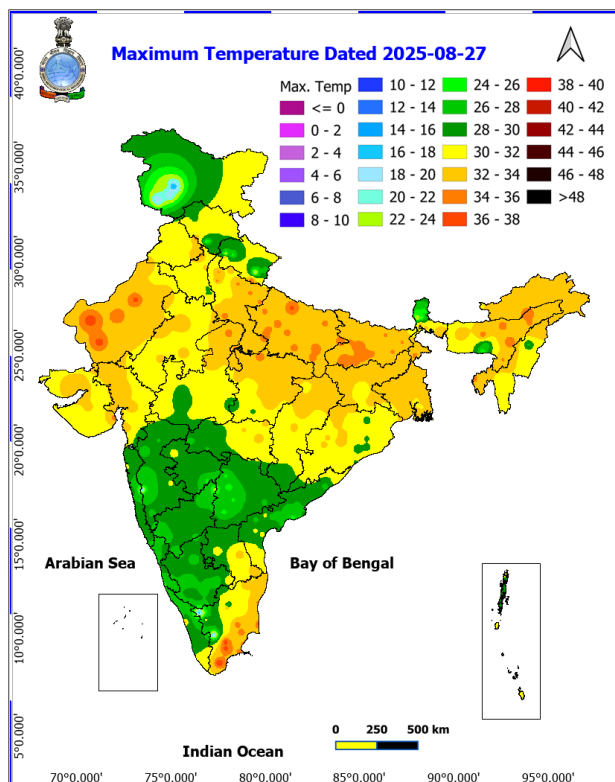 Maximum Temperature Dated 2025-08-27
Max. Temp
<= 0
0 - 2
2 - 4
4 - 6
6 - 8
8 - 10
10 - 12
12 - 14
14 - 16
16 - 18
18 - 20
20 - 22
22 - 24
24 - 26
26 - 28
28 - 30
30 - 32
32 - 34
34 - 36
36 - 38
38 - 40
40 - 42
42 - 44
44 - 46
46 - 48
>48
40°0.000'
35°0.000'
30°0.000'
25°0.000'
20°0.000'
15°0.000'
10°0.000'
5°0.000'
Arabian Sea
Bay of Bengal
Indian Ocean
0 250 500 km
70°0.000' 75°0.000' 80°0.000' 85°0.000' 90°0.000' 95°0.000'